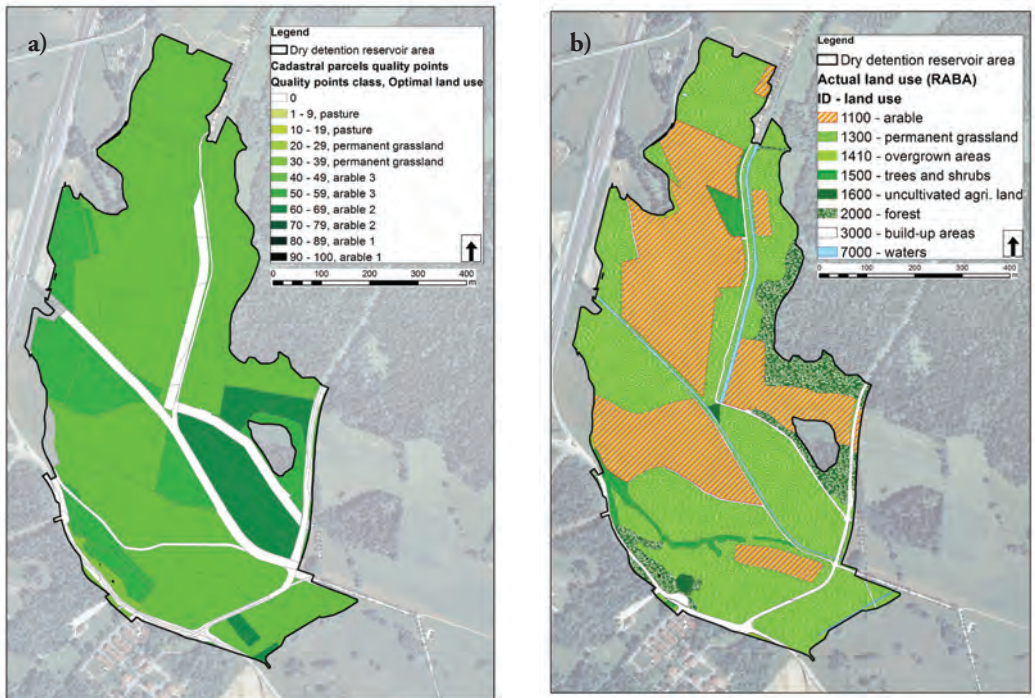 a)
Legend
Dry detention reservoir area
Cadastral parcels quality points
Quality points class, Optimal land use
0
1 - 9, pasture
10 - 19, pasture
20 - 29, permanent grassland
30 - 39, permanent grassland
40 - 49, arable 3
50 - 59, arable 3
60 - 69, arable 2
70 - 79, arable 2
80 - 89, arable 1
90 - 100, arable 1
0 100 200 300 400
m
b)
Legend
Dry detention reservoir area
Actual land use (RABA)
ID - land use
1100 - arable
1300 - permanent grassland
1410 - overgrown areas
1500 - trees and shrubs
1600 - uncultivated agri. land
2000 - forest
3000 - build-up areas
7000 - waters
0 100 200 300 400
m